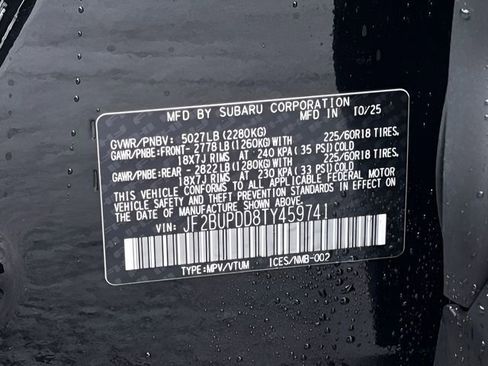 MFD BY SUBARU CORPORATION
MFD IN 10/25
GVWR/PNBV: 5027LB (2280KG)
GAWR/PNBE:FRONT- 2778LB (1260KG)WITH 225/60R18 TIRES,
18X7J RIMS AT 240 KPA (35 PSI) COLD
GAWR/PNBE:REAR - 2822LB (1280KG)WITH 225/60R18 TIRES,
18X7J RIMS AT 230 KPA (33 PSI) COLD
THIS VEHICLE CONFORMS TO ALL APPLICABLE FEDERAL MOTOR
VEHICLE SAFETY, BUMPER, AND THEFT PREVENTION STANDARDS
IN EFFECT ON THE DATE OF MANUFACTURE SHOWN ABOVE.
VIN: JF2BUPDD8TY459741
TYPE:MPV/VTUM ICES/NMB-002